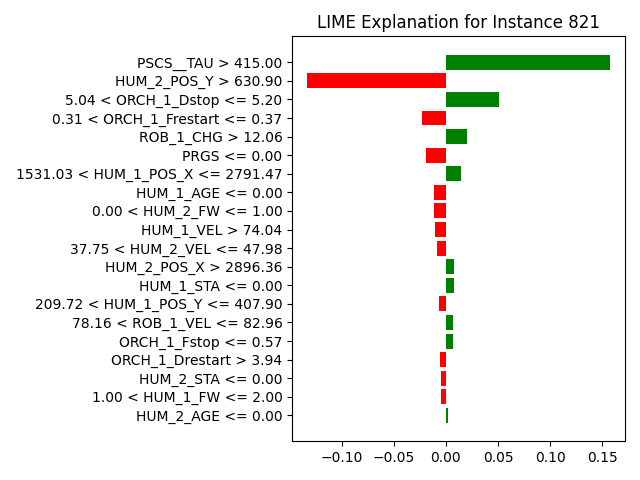 LIME Explanation for Instance 821
PSCS__TAU > 415.00
HUM_2_POS_Y > 630.90
5.04 < ORCH_1_Dstop <= 5.20
0.31 < ORCH_1_Frestart <= 0.37
ROB_1_CHG > 12.06
PRGS <= 0.00
1531.03 < HUM_1_POS_X <= 2791.47
HUM_1_AGE <= 0.00
0.00 < HUM_2_FW <= 1.00
HUM_1_VEL > 74.04
37.75 < HUM_2_VEL <= 47.98
HUM_2_POS_X > 2896.36
HUM_1_STA <= 0.00
209.72 < HUM_1_POS_Y <= 407.90
78.16 < ROB_1_VEL <= 82.96
ORCH_1_Fstop <= 0.57
ORCH_1_Drestart > 3.94
HUM_2_STA <= 0.00
1.00 < HUM_1_FW <= 2.00
HUM_2_AGE <= 0.00
−0.10 −0.05 0.00 0.05 0.10 0.15